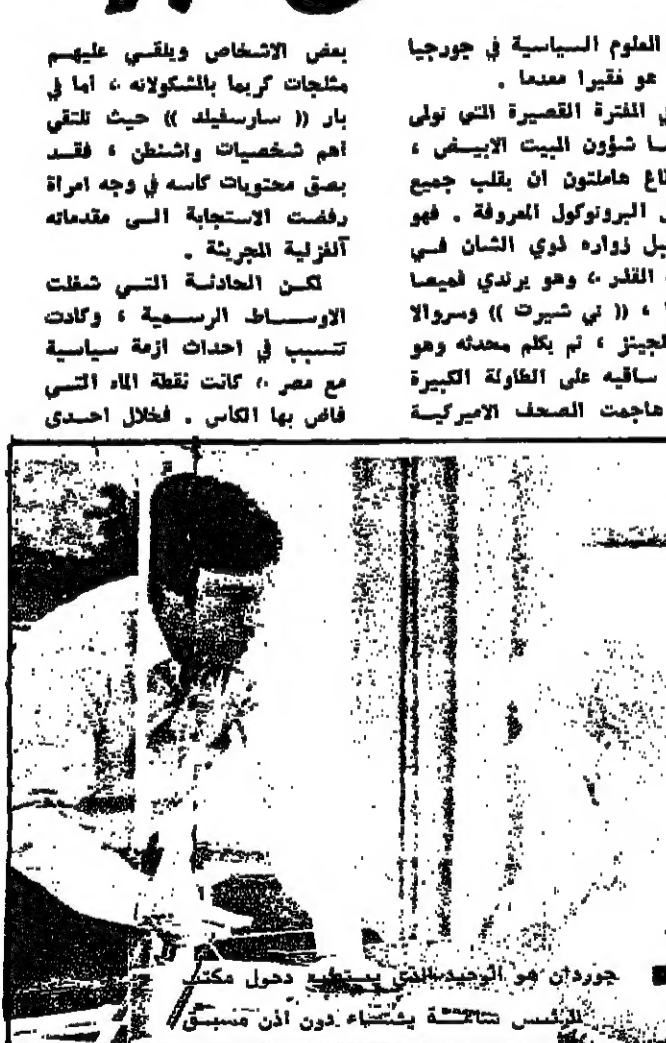 العلوم السياسية في جورجيا
هو فقيرا معدما .
في الفترة القصيرة التي تولى
شؤون البيت الابيض ،
هاملتون ان يقلب جميع
البروتوكول المعروفة . فهو
زواره ذوي الشان فسي
القذر ، وهو يرتدي قميصا
، (( تي شيرت )) وسروالا
الجينز ، ثم يكلم محدثه وهو
ساقيه على الطاولة الكبيرة
هاجمت الصحف الاميركية
بعض الاشخاص ويلقي عليهم
مثلجات كريما بالشكولاته ، أما في
بار (( سارسفيلد )) حيث تلتقي
اهم شخصيات واشنطن ، فقد
بصق محتويات كاسه في وجه امراة
رفضت الاستجابة الى مقدماته
الغزلية الجريئة .
لكن الحادثة التي شغلت
الاوساط الرسمية ، وكادت
تتسبب في احداث ازمة سياسية
مع مصر ، كانت نقطة الماء التي
فاض بها الكاس . فخلال احدى
جوردان هو الوحيد الذي يستطيع دخول مكتب
الرئيس ساعة يشاء دون اذن مسبق